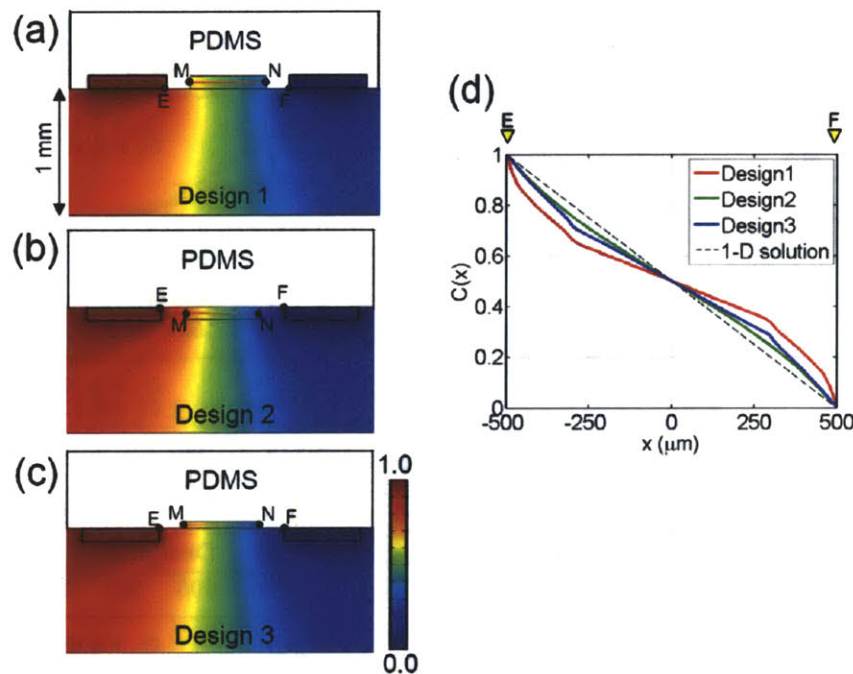 (a)
PDMS
M
N
E
F
1 mm
Design 1
(b)
PDMS
E
F
M
N
Design 2
(c)
PDMS
1.0
E
M
N
F
Design 3
0.0
(d)
E
F
1
0.8
0.6
0.4
0.2
0
C(x)
Design1
Design2
Design3
1-D solution
-500
-250
0
250
500
x (μm)